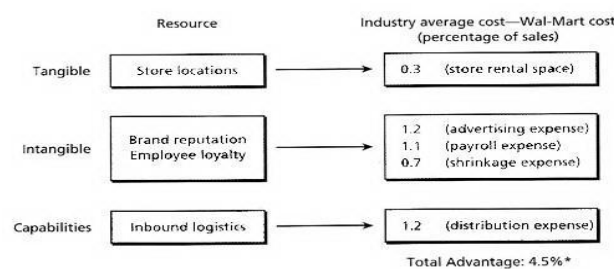 Resource
Industry average cost—Wal-Mart cost
(percentage of sales)
Tangible
Store locations
0.3 (store rental space)
Intangible
Brand reputation
Employee loyalty
1.2 (advertising expense)
1.1 (payroll expense)
0.7 (shrinkage expense)
Capabilities
Inbound logistics
1.2 (distribution expense)
Total Advantage: 4.5%*